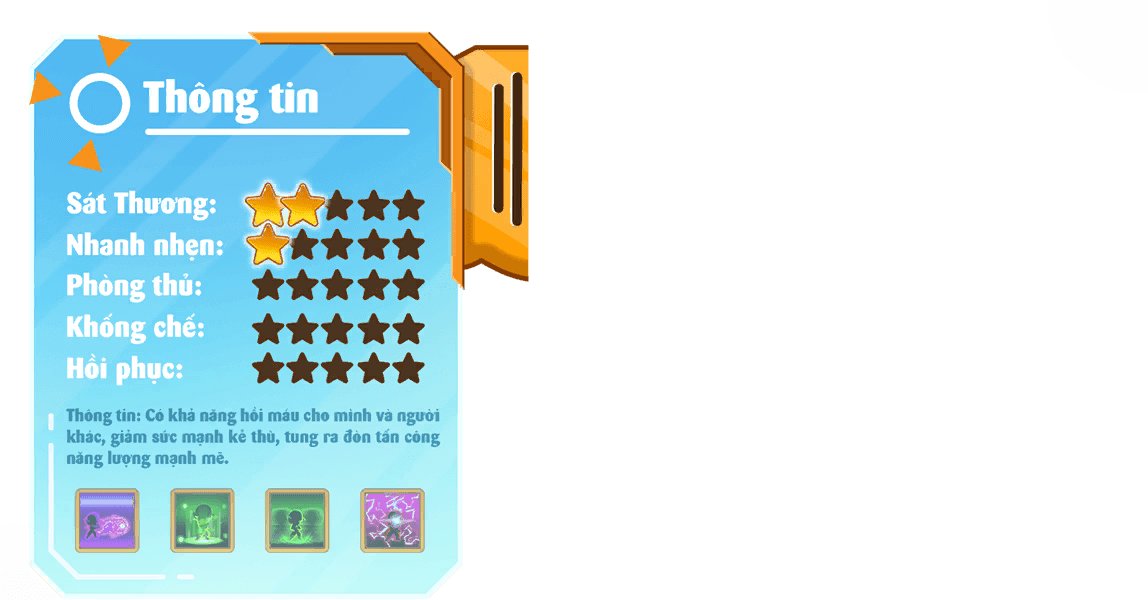 Thông tin
Sát Thương:
Nhanh nhẹn:
Phòng thủ:
Khống chế:
Hồi phục:
Thông tin: Có khả năng hồi máu cho mình và người
khác, giảm sức mạnh kẻ thù, tung ra đòn tấn công
năng lượng mạnh mẽ.